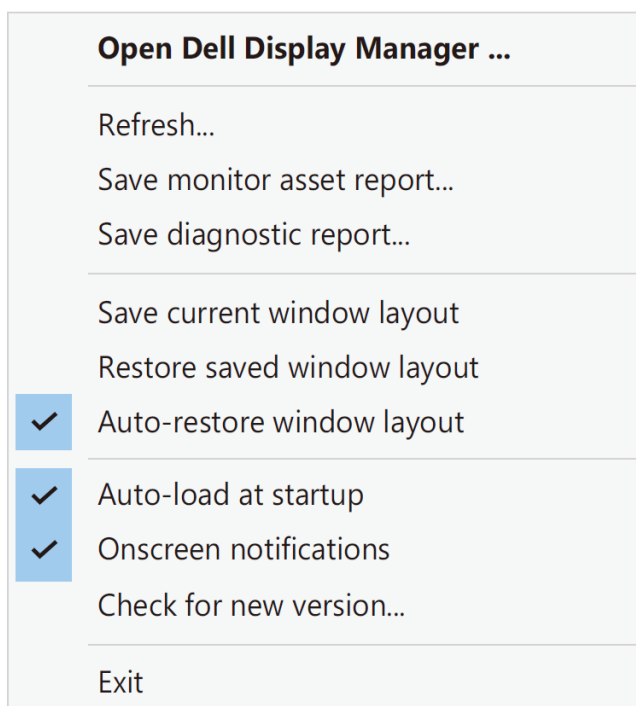 Open Dell Display Manager ...
Refresh...
Save monitor asset report...
Save diagnostic report...
Save current window layout
Restore saved window layout
Auto-restore window layout
Auto-load at startup
Onscreen notifications
Check for new version...
Exit